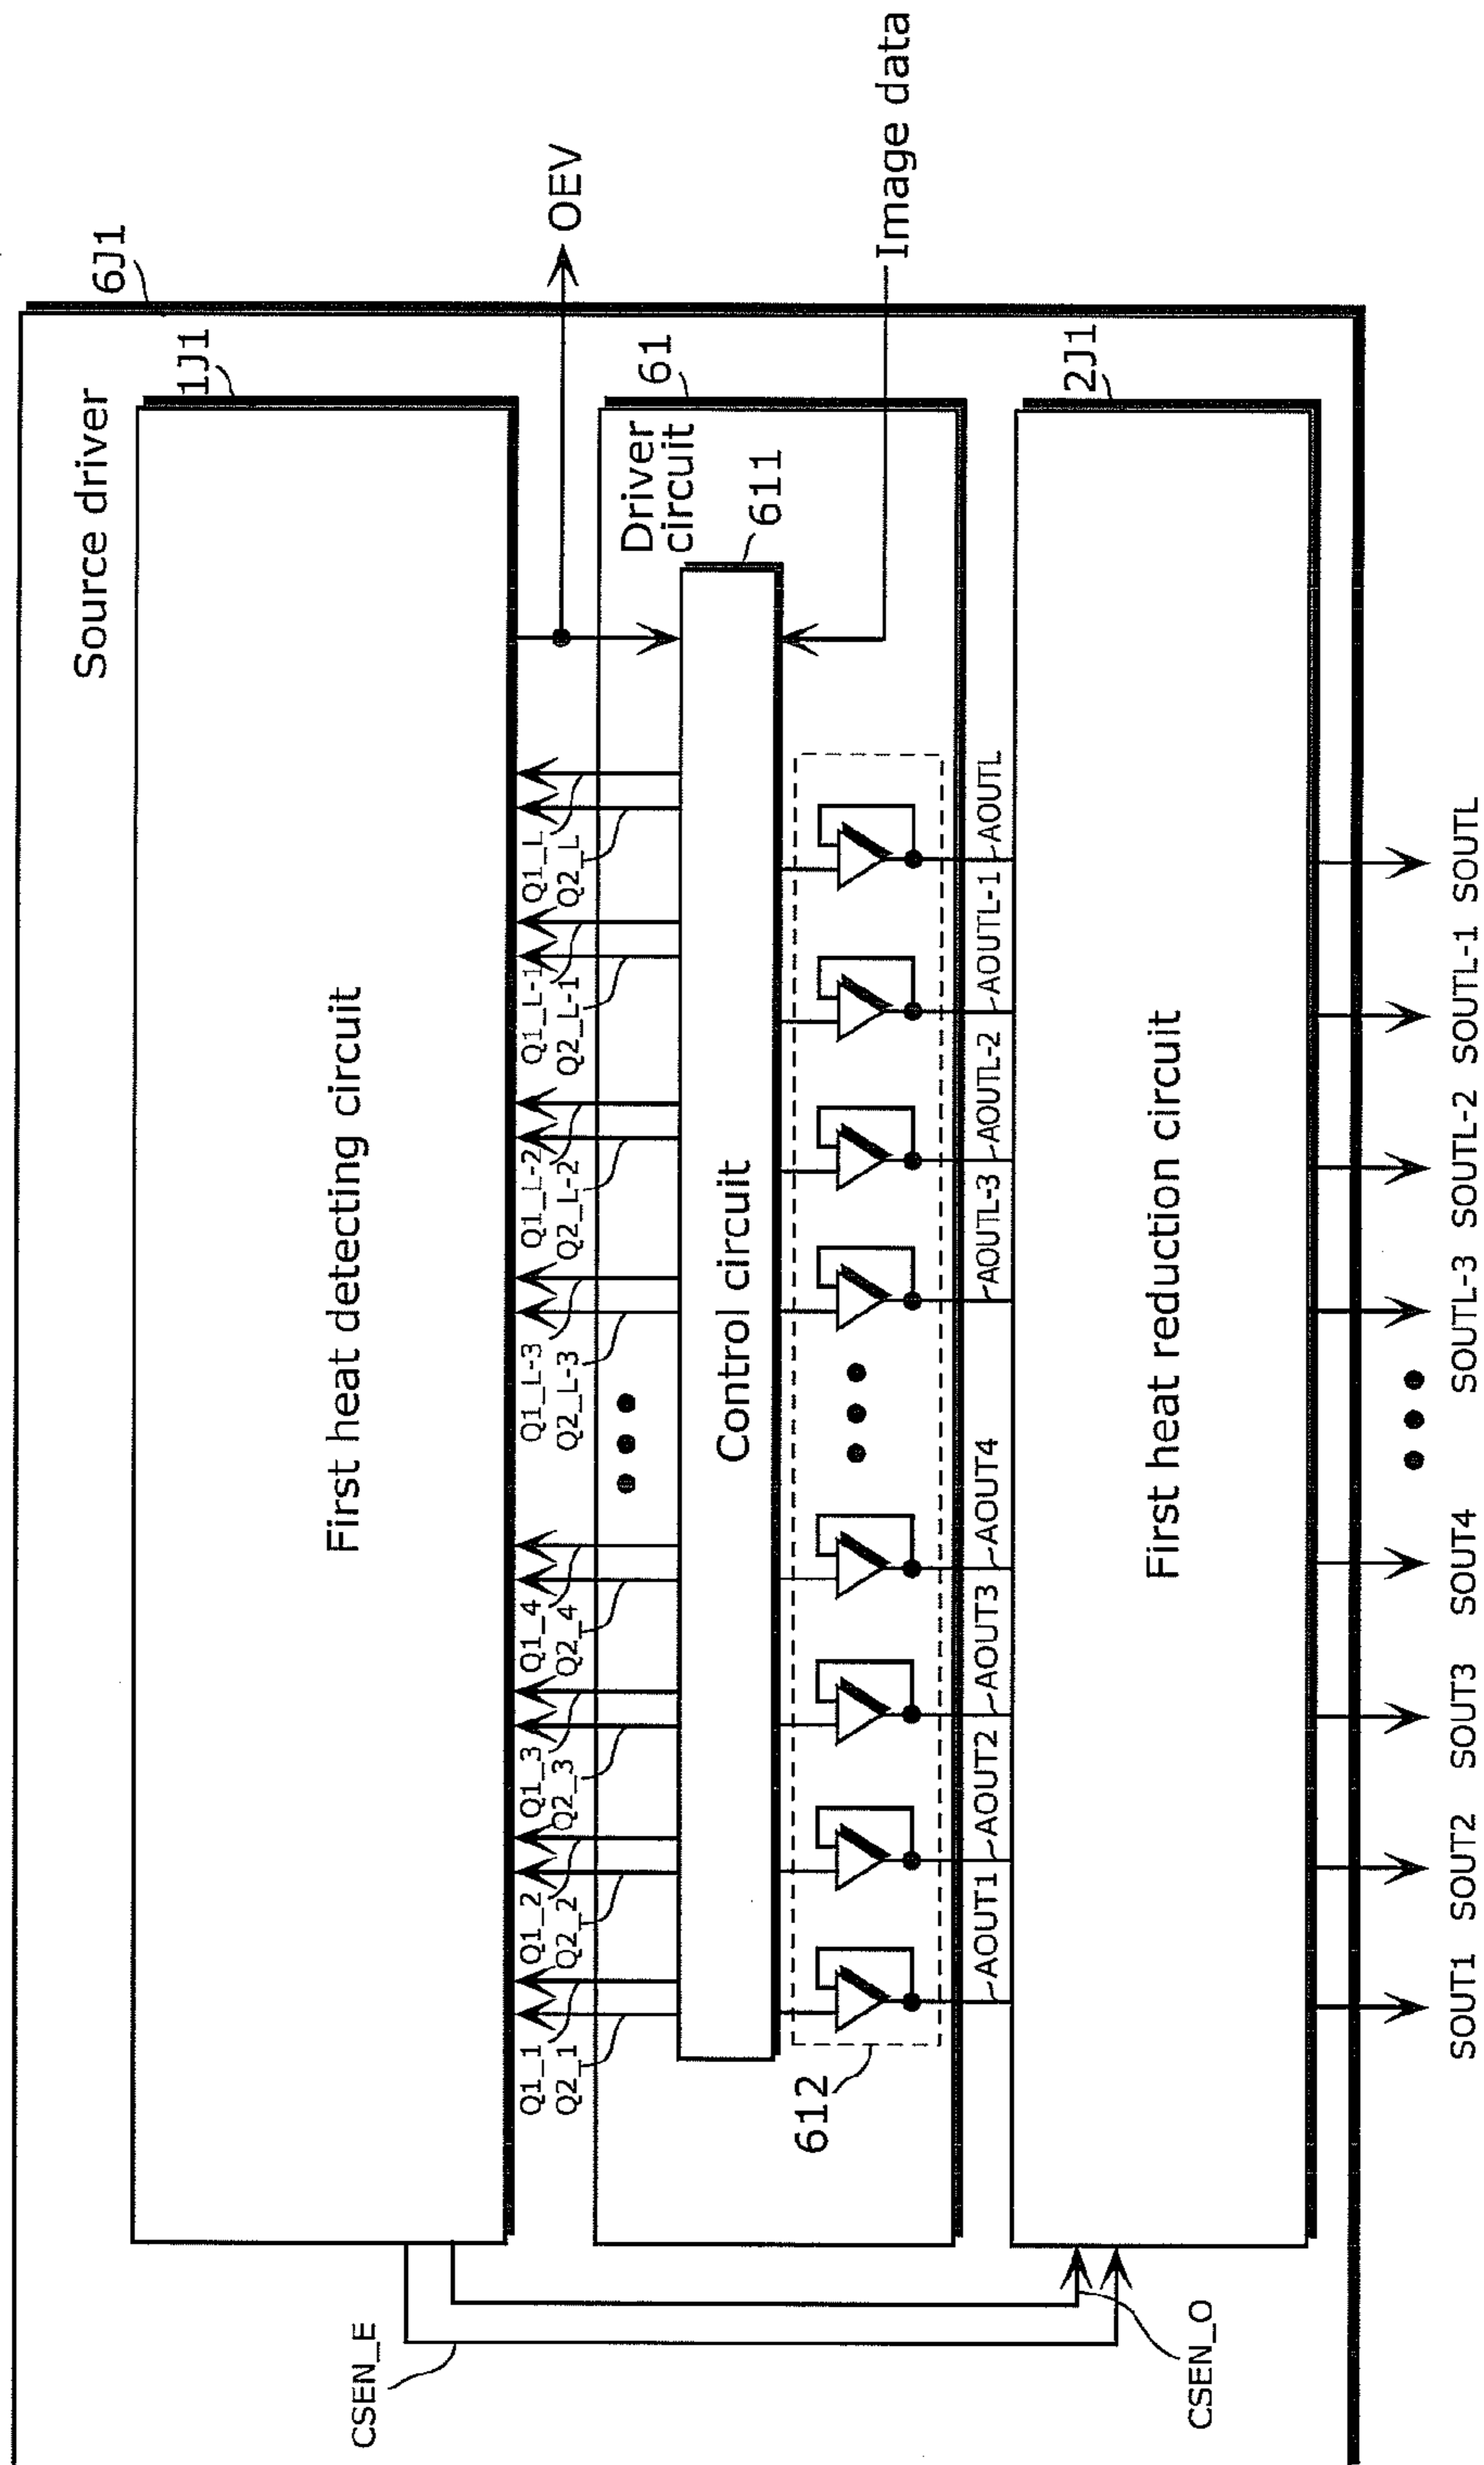 Source driver
6J1
1J1
First heat detecting circuit
OEV
CSEN_E
Q1_1
Q2_1
Q1_2
Q2_2
Q1_3
Q2_3
Q1_4
Q2_4
Q1_L-3
Q2_L-3
Q1_L-2
Q2_L-2
Q1_L-1
Q2_L-1
Q1_L
Q2_L
Driver
circuit
61
611
Control circuit
Image data
612
AOUT1
AOUT2
AOUT3
AOUT4
AOUTL-3
AOUTL-2
AOUTL-1
AOUTL
2J1
First heat reduction circuit
CSEN_O
SOUT1
SOUT2
SOUT3
SOUT4
SOUTL-3
SOUTL-2
SOUTL-1
SOUTL